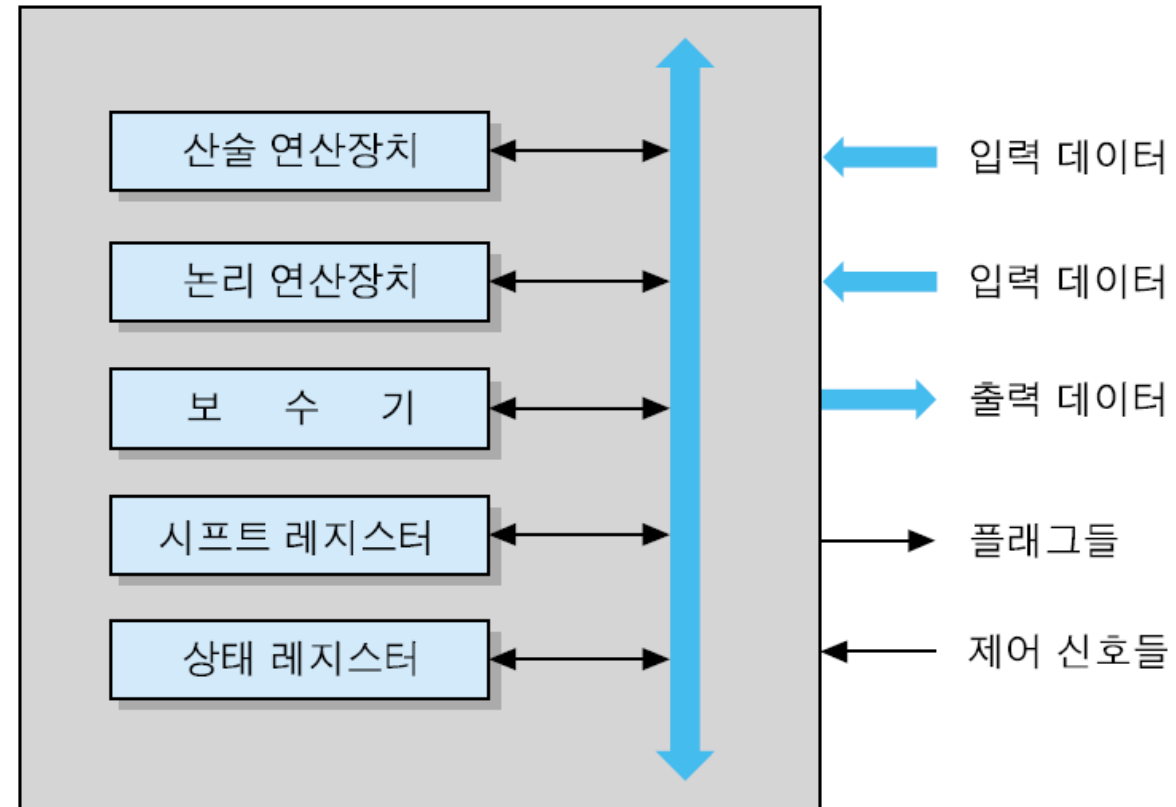 산술 연산장치
논리 연산장치
보 수 기
시프트 레지스터
상태 레지스터
입력 데이터
입력 데이터
출력 데이터
플래그들
제어 신호들